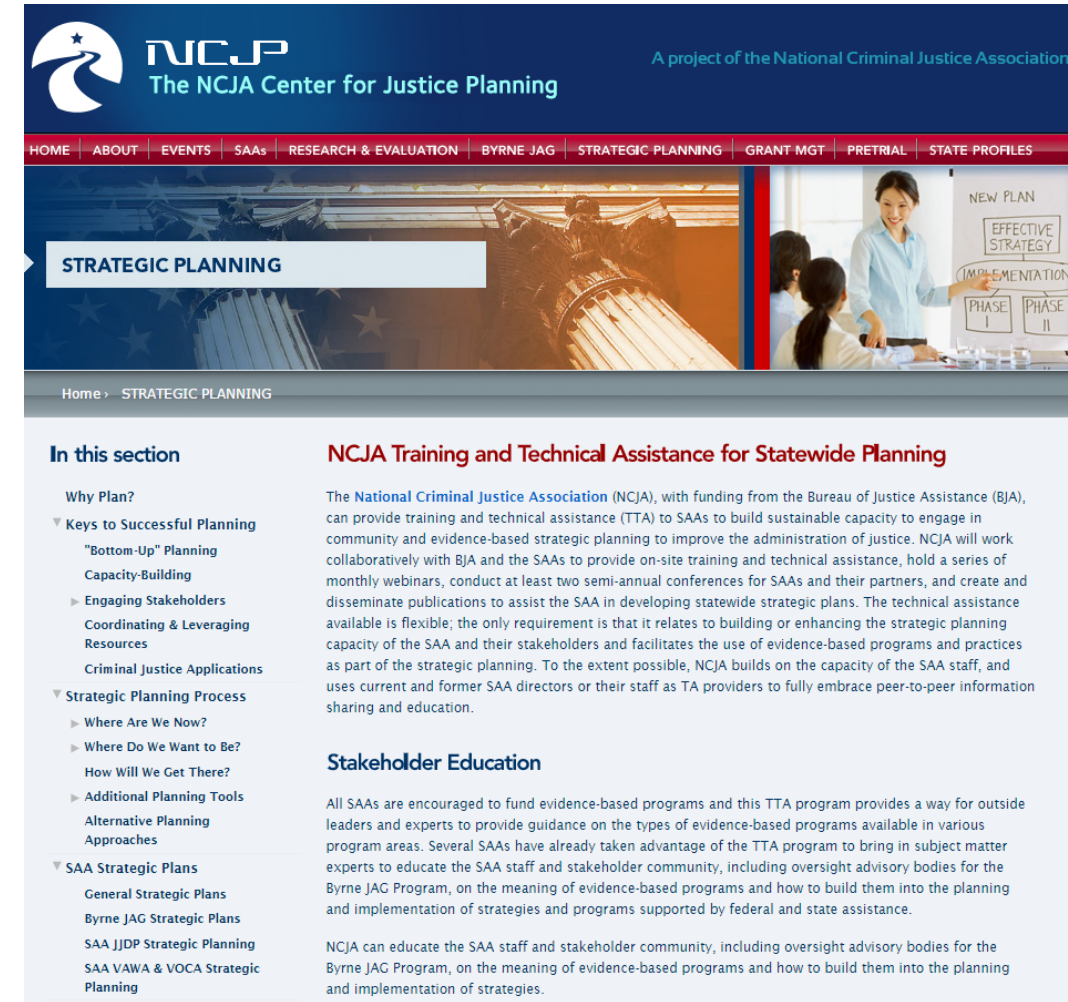 NCJP
The NCJA Center for Justice Planning
A project of the National Criminal Justice Association
HOME ABOUT EVENTS SAAs RESEARCH & EVALUATION BYRNE JAG STRATEGIC PLANNING GRANT MGT PRETRIAL STATE PROFILES
STRATEGIC PLANNING
NEW PLAN
EFFECTIVE
STRATEGY
IMPLEMENTATION
PHASE
I
PHASE
II
Home › STRATEGIC PLANNING
In this section
Why Plan?
Keys to Successful Planning
"Bottom-Up" Planning
Capacity-Building
Engaging Stakeholders
Coordinating & Leveraging
Resources
Criminal Justice Applications
Strategic Planning Process
Where Are We Now?
Where Do We Want to Be?
How Will We Get There?
Additional Planning Tools
Alternative Planning
Approaches
SAA Strategic Plans
General Strategic Plans
Byrne JAG Strategic Plans
SAA JJDP Strategic Planning
SAA VAWA & VOCA Strategic
Planning
NCJA Training and Technical Assistance for Statewide Planning
The National Criminal Justice Association (NCJA), with funding from the Bureau of Justice Assistance (BJA),
can provide training and technical assistance (TTA) to SAAs to build sustainable capacity to engage in
community and evidence-based strategic planning to improve the administration of justice. NCJA will work
collaboratively with BJA and the SAAs to provide on-site training and technical assistance, hold a series of
monthly webinars, conduct at least two semi-annual conferences for SAAs and their partners, and create and
disseminate publications to assist the SAA in developing statewide strategic plans. The technical assistance
available is flexible; the only requirement is that it relates to building or enhancing the strategic planning
capacity of the SAA and their stakeholders and facilitates the use of evidence-based programs and practices
as part of the strategic planning. To the extent possible, NCJA builds on the capacity of the SAA staff, and
uses current and former SAA directors or their staff as TA providers to fully embrace peer-to-peer information
sharing and education.
Stakeholder Education
All SAAs are encouraged to fund evidence-based programs and this TTA program provides a way for outside
leaders and experts to provide guidance on the types of evidence-based programs available in various
program areas. Several SAAs have already taken advantage of the TTA program to bring in subject matter
experts to educate the SAA staff and stakeholder community, including oversight advisory bodies for the
Byrne JAG Program, on the meaning of evidence-based programs and how to build them into the planning
and implementation of strategies and programs supported by federal and state assistance.
NCJA can educate the SAA staff and stakeholder community, including oversight advisory bodies for the
Byrne JAG Program, on the meaning of evidence-based programs and how to build them into the planning
and implementation of strategies.